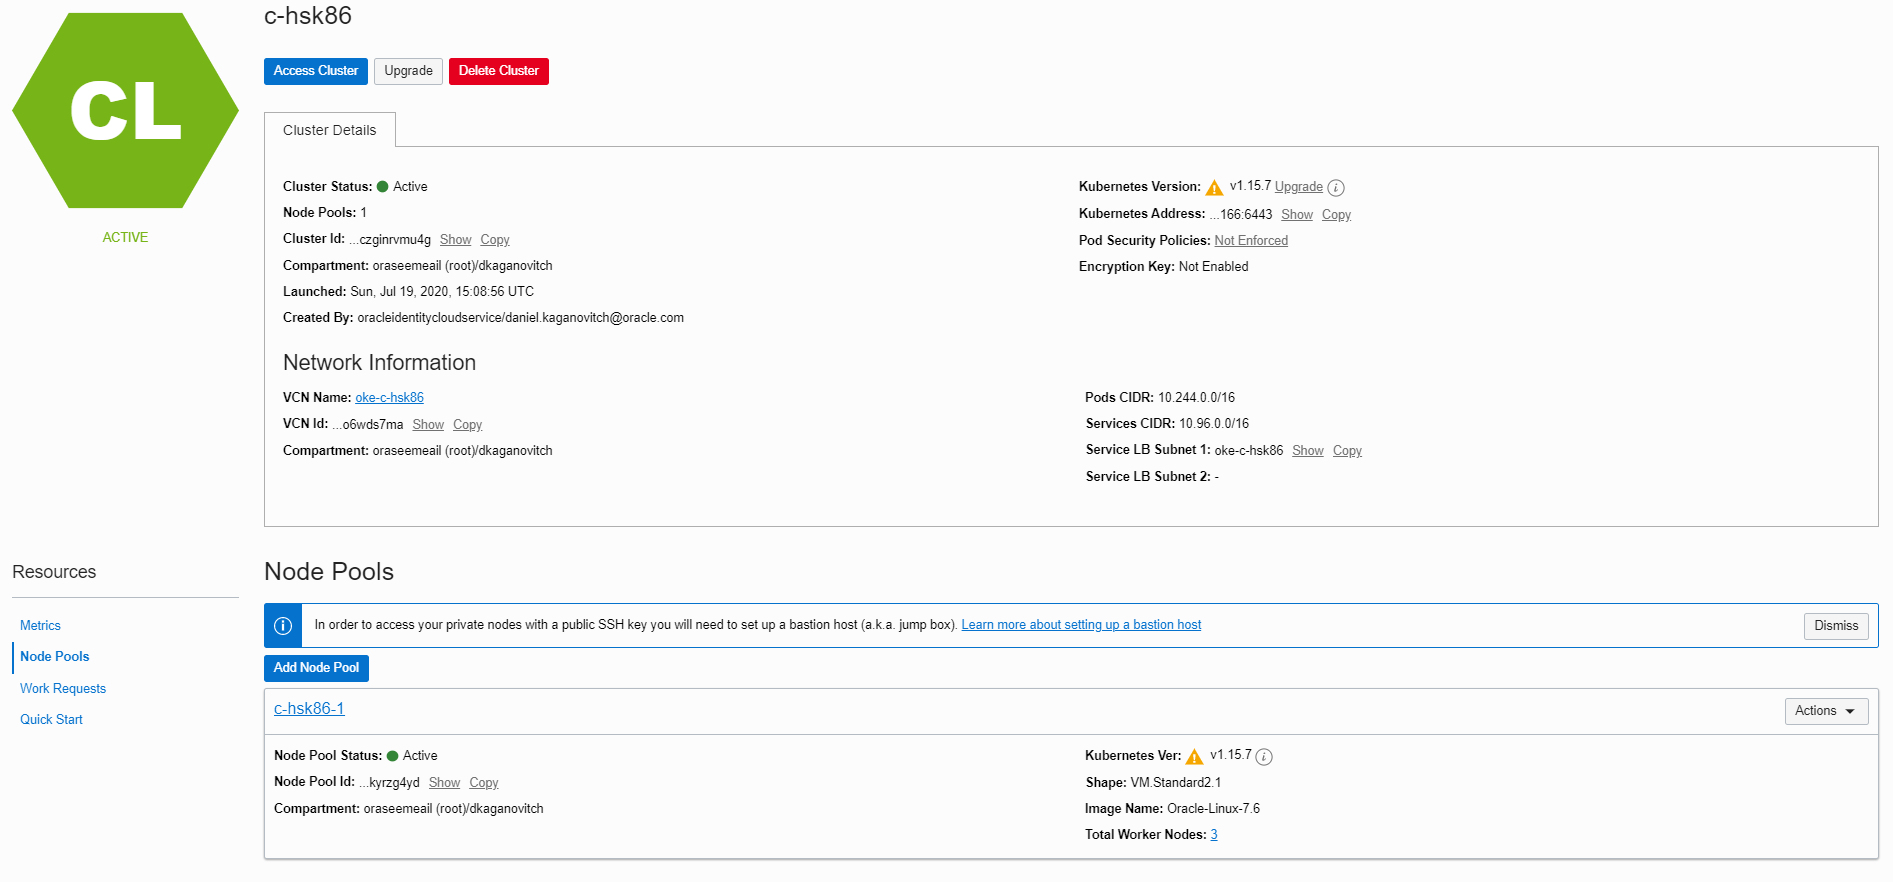 c-hsk86
CL
ACTIVE
Access Cluster Upgrade Delete Cluster
Cluster Details
Cluster Status: Active
Node Pools: 1
Cluster Id: ...czginrvmu4g Show Copy
Compartment: oraseemeail (root)/dkaganovitch
Launched: Sun, Jul 19, 2020, 15:08:56 UTC
Created By: oracleidentitycloudservice/daniel.kaganovitch@oracle.com
Kubernetes Version: v1.15.7 Upgrade i
Kubernetes Address: ...166:6443 Show Copy
Pod Security Policies: Not Enforced
Encryption Key: Not Enabled
Network Information
VCN Name: oke-c-hsk86
VCN Id: ...o6wds7ma Show Copy
Compartment: oraseemeail (root)/dkaganovitch
Pods CIDR: 10.244.0.0/16
Services CIDR: 10.96.0.0/16
Service LB Subnet 1: oke-c-hsk86 Show Copy
Service LB Subnet 2: -
Resources
Metrics
Node Pools
Work Requests
Quick Start
Node Pools
In order to access your private nodes with a public SSH key you will need to set up a bastion host (a.k.a. jump box). Learn more about setting up a bastion host Dismiss
Add Node Pool
c-hsk86-1 Actions
Node Pool Status: Active
Node Pool Id: ...kyrzg4yd Show Copy
Compartment: oraseemeail (root)/dkaganovitch
Kubernetes Ver: v1.15.7 i
Shape: VM.Standard2.1
Image Name: Oracle-Linux-7.6
Total Worker Nodes: 3